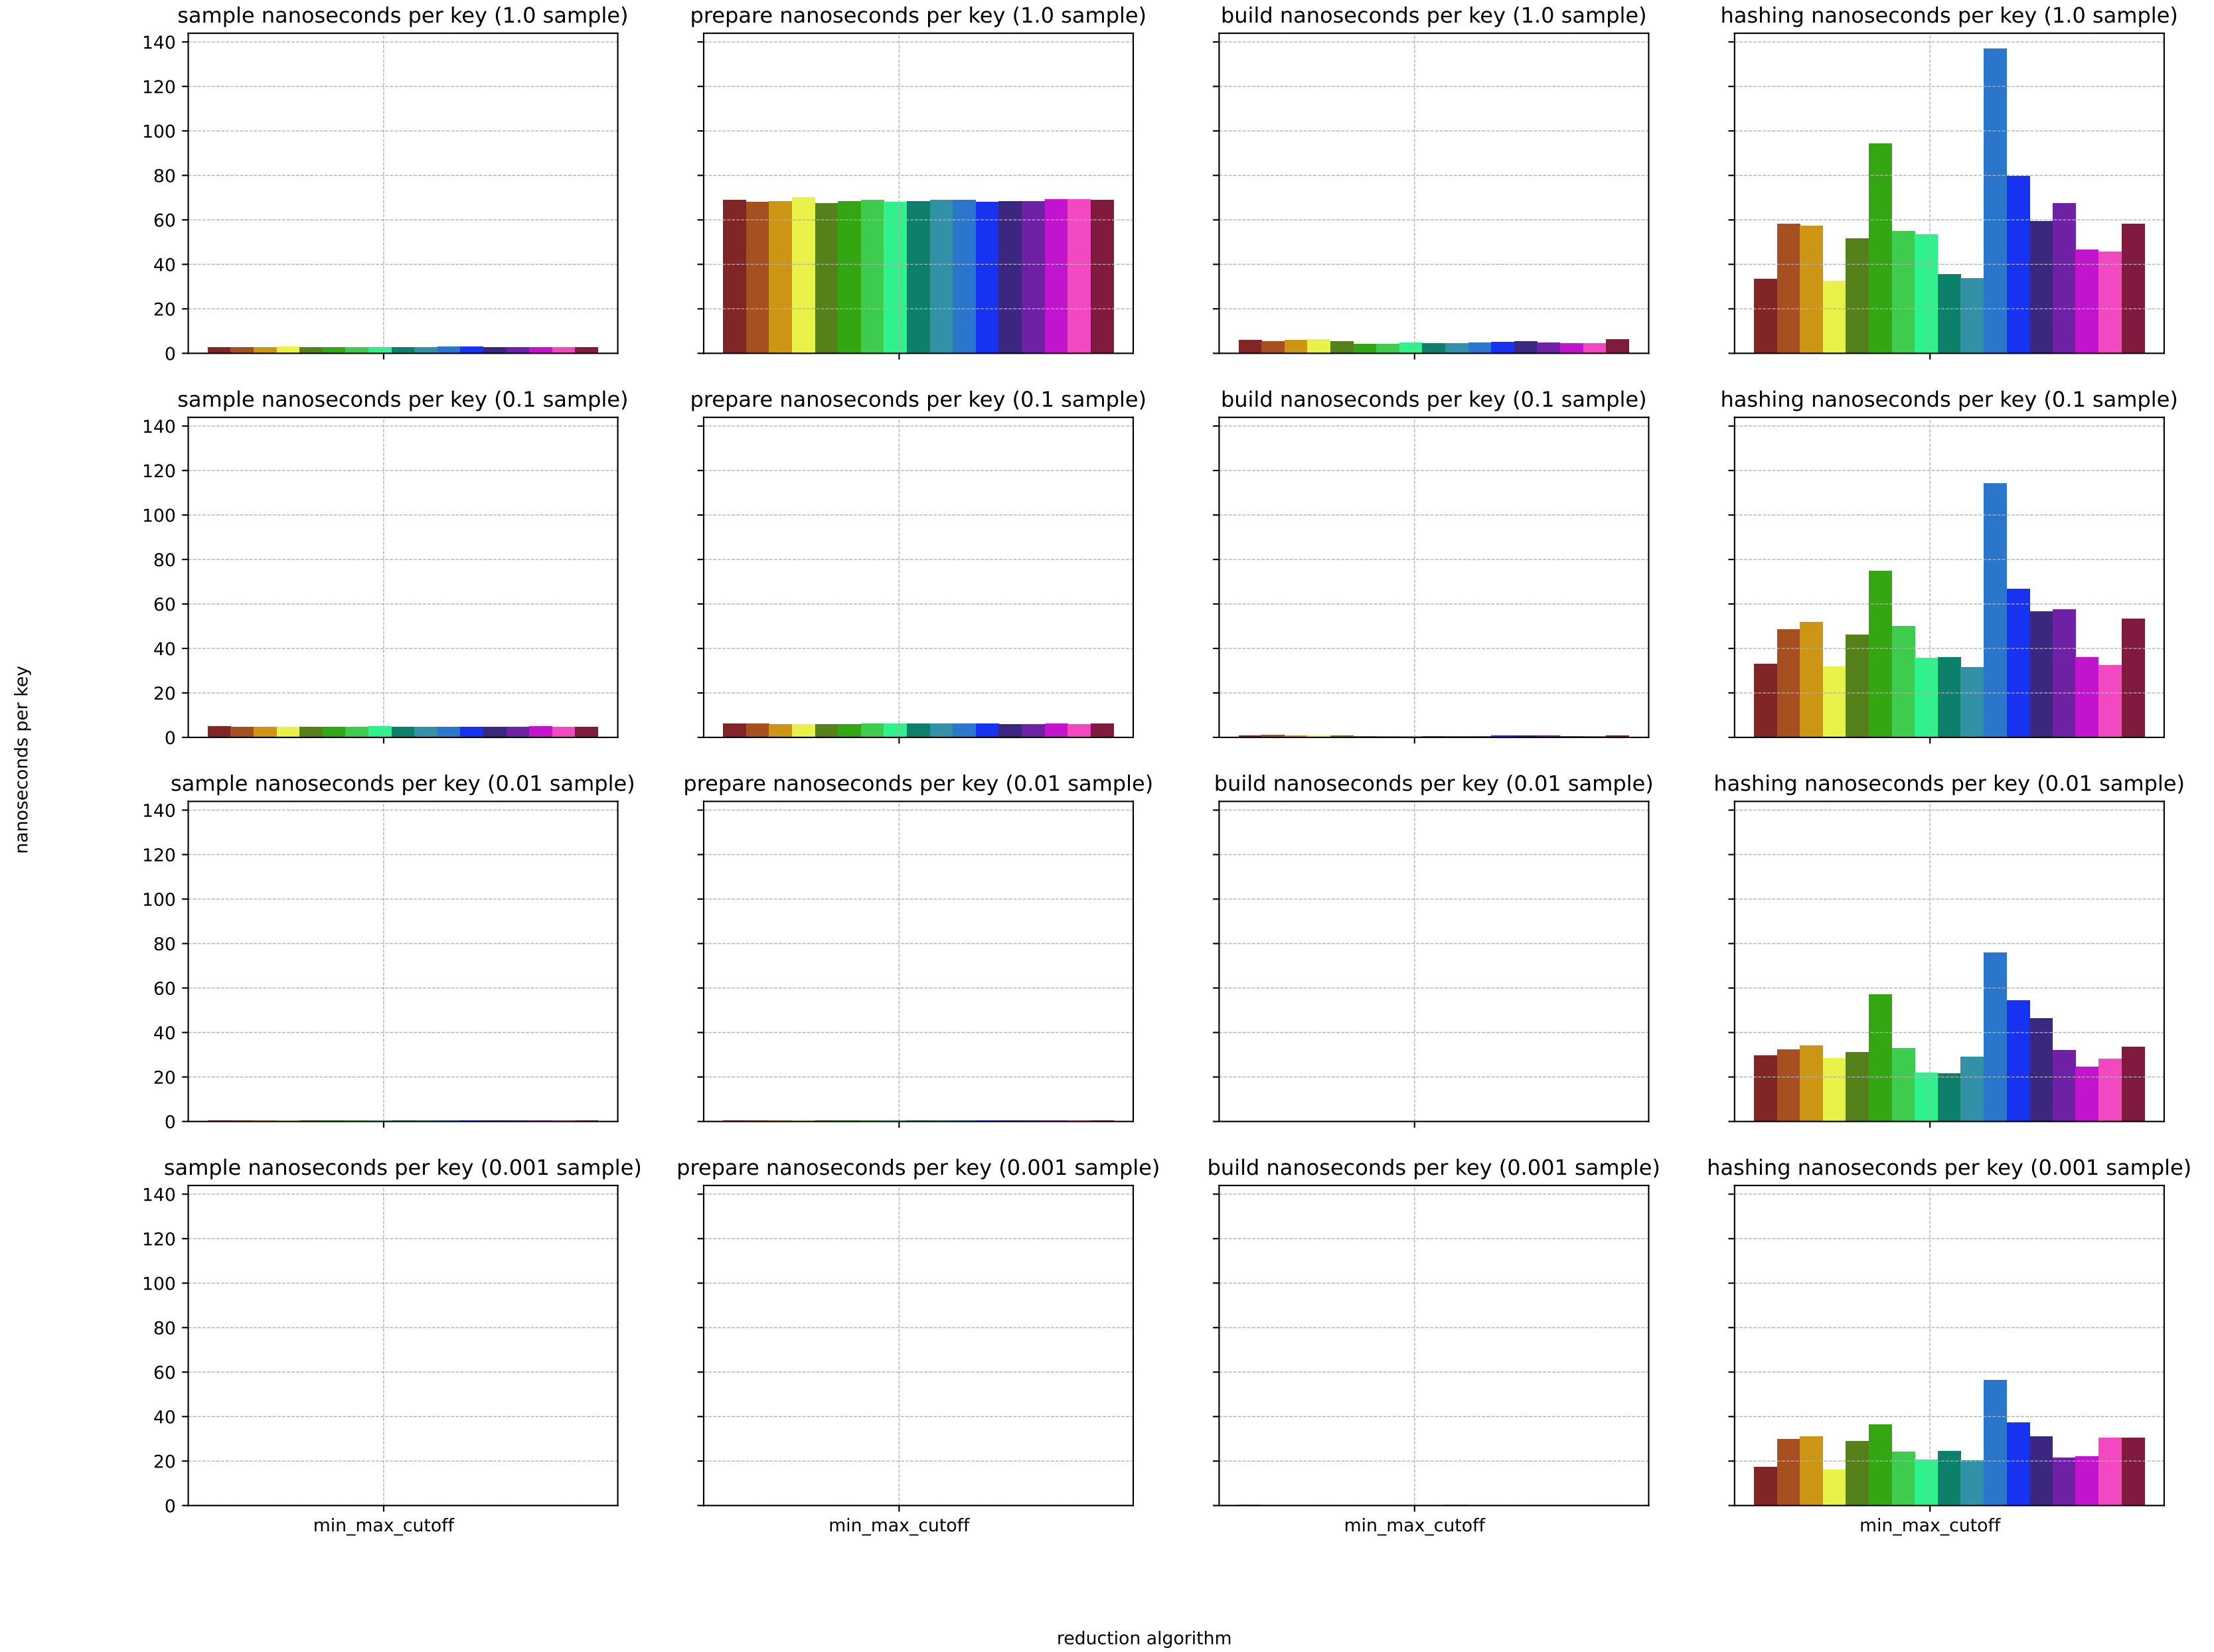 sample nanoseconds per key (1.0 sample)
prepare nanoseconds per key (1.0 sample)
build nanoseconds per key (1.0 sample)
hashing nanoseconds per key (1.0 sample)
140
120
100
80
60
40
20
0
sample nanoseconds per key (0.1 sample)
prepare nanoseconds per key (0.1 sample)
build nanoseconds per key (0.1 sample)
hashing nanoseconds per key (0.1 sample)
140
120
100
80
60
40
20
0
nanoseconds per key
sample nanoseconds per key (0.01 sample)
prepare nanoseconds per key (0.01 sample)
build nanoseconds per key (0.01 sample)
hashing nanoseconds per key (0.01 sample)
140
120
100
80
60
40
20
0
sample nanoseconds per key (0.001 sample)
prepare nanoseconds per key (0.001 sample)
build nanoseconds per key (0.001 sample)
hashing nanoseconds per key (0.001 sample)
140
120
100
80
60
40
20
0
min_max_cutoff
min_max_cutoff
min_max_cutoff
min_max_cutoff
reduction algorithm